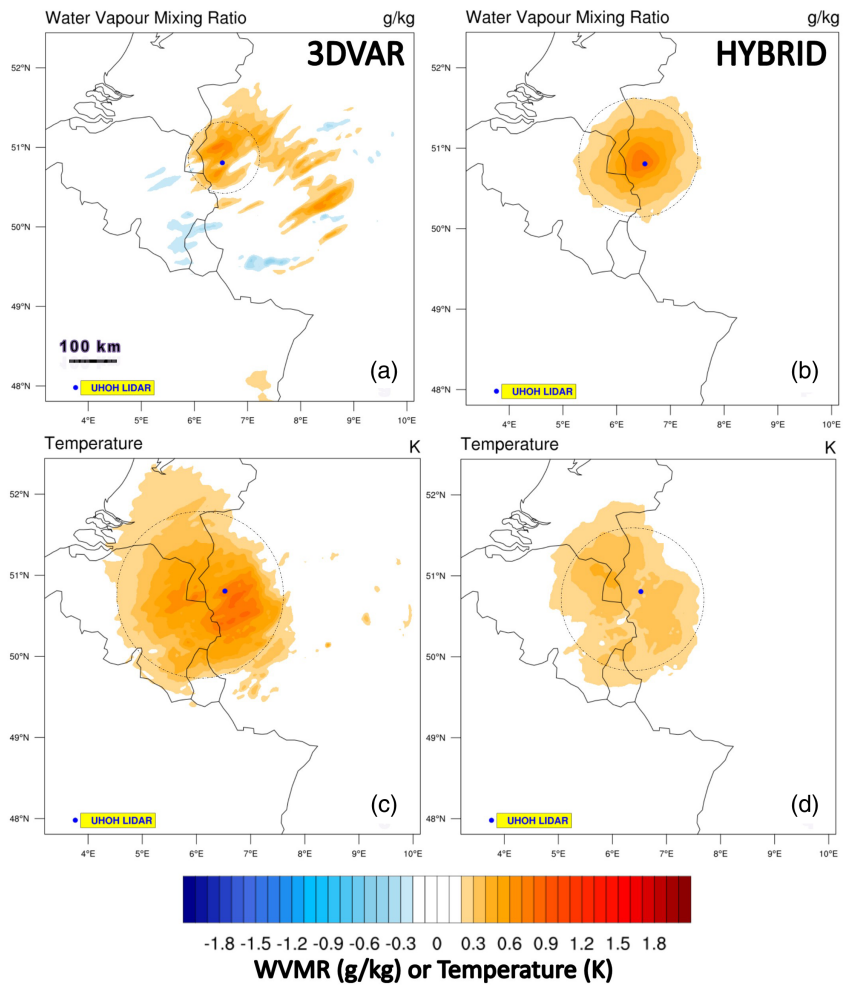 Water Vapour Mixing Ratio g/kg
3DVAR
52°N
51°N
50°N
49°N
48°N
100 km
(a)
UHOH LIDAR
4°E 5°E 6°E 7°E 8°E 9°E 10°E
Water Vapour Mixing Ratio g/kg
HYBRID
52°N
51°N
50°N
49°N
48°N
(b)
UHOH LIDAR
4°E 5°E 6°E 7°E 8°E 9°E 10°E
Temperature K
52°N
51°N
50°N
49°N
48°N
(c)
UHOH LIDAR
4°E 5°E 6°E 7°E 8°E 9°E 10°E
Temperature K
52°N
51°N
50°N
49°N
48°N
(d)
UHOH LIDAR
4°E 5°E 6°E 7°E 8°E 9°E 10°E
-1.8 -1.5 -1.2 -0.9 -0.6 -0.3 0 0.3 0.6 0.9 1.2 1.5 1.8
WVMR (g/kg) or Temperature (K)